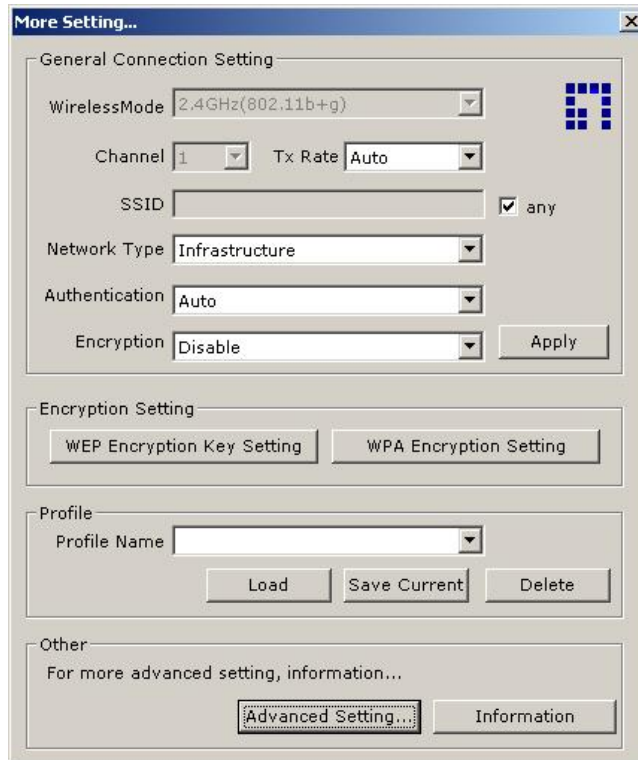 More Setting...
General Connection Setting
WirelessMode 2.4GHz(802.11b+g)
Channel 1 Tx Rate Auto
SSID any
Network Type Infrastructure
Authentication Auto
Encryption Disable Apply
Encryption Setting
WEP Encryption Key Setting WPA Encryption Setting
Profile
Profile Name
Load Save Current Delete
Other
For more advanced setting, information...
Advanced Setting... Information